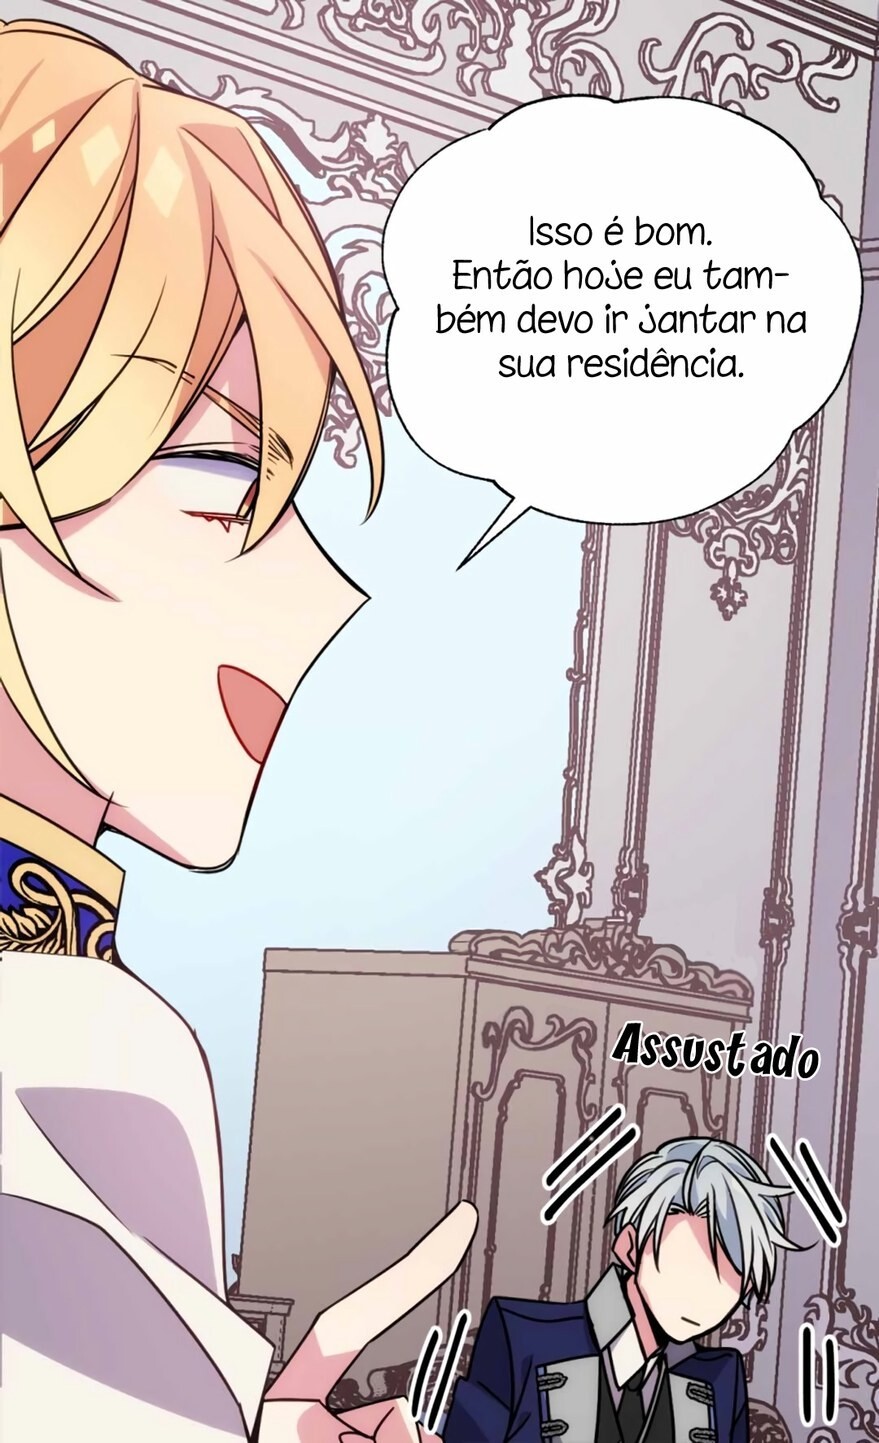 Isso é bom.
Então hoje eu tam-
bém devo ir jantar na
sua residência.
Assustado